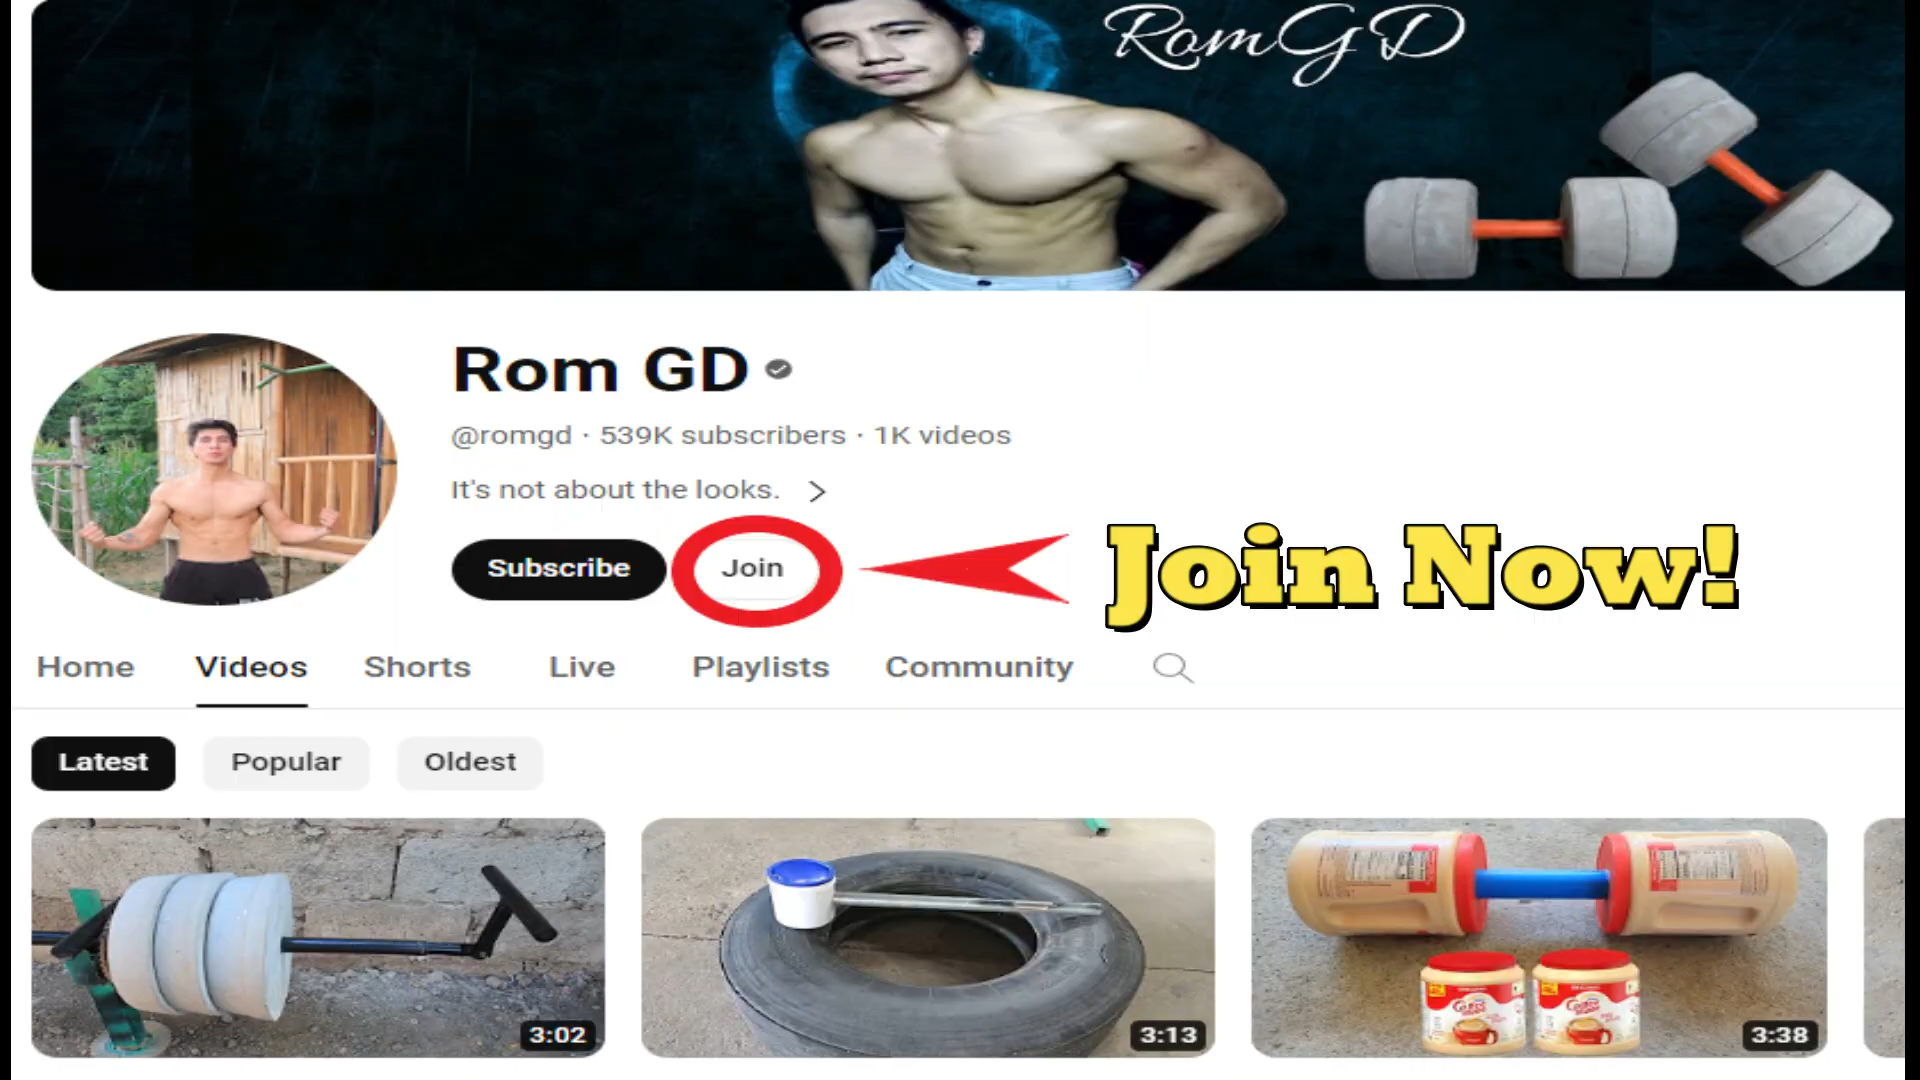 RomGD
Rom GD
@romgd · 539K subscribers · 1K videos
It's not about the looks.
Subscribe
Join
Join Now!
Home
Videos
Shorts
Live
Playlists
Community
Latest
Popular
Oldest
3:02
3:13
3:38